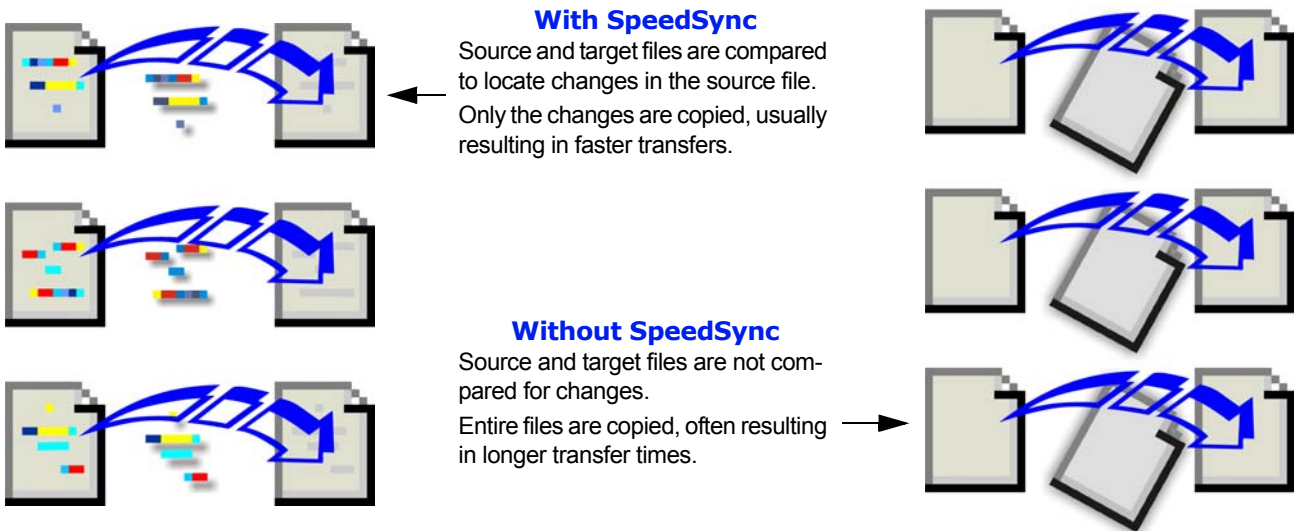 With SpeedSync
Source and target files are compared
to locate changes in the source file.
Only the changes are copied, usually
resulting in faster transfers.
Without SpeedSync
Source and target files are not com-
pared for changes.
Entire files are copied, often resulting
in longer transfer times.